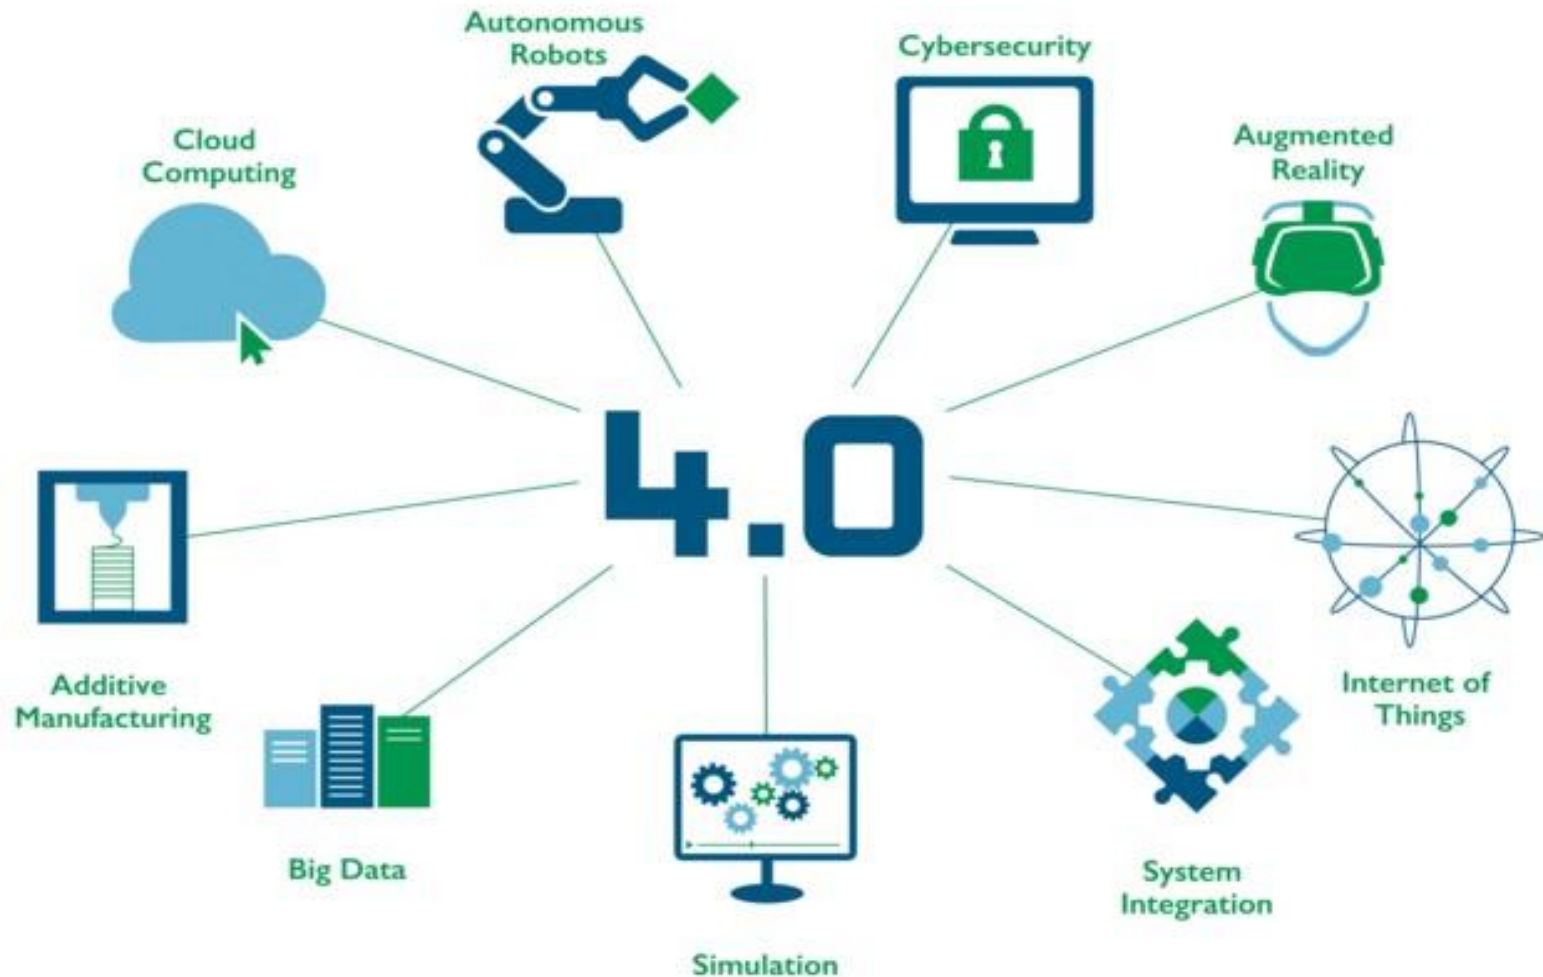 Autonomous
Robots
Cybersecurity
Cloud
Computing
Augmented
Reality
4.0
Additive
Manufacturing
Internet of
Things
Big Data
System
Integration
Simulation